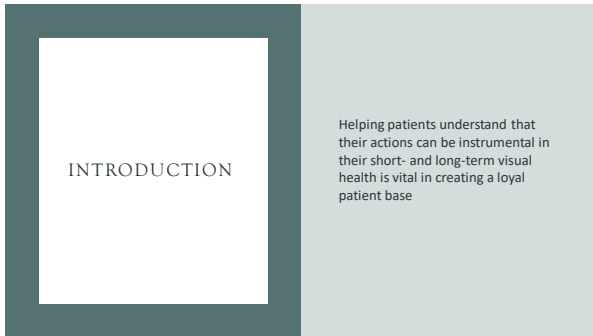 INTRODUCTION
Helping patients understand that
their actions can be instrumental in
their short- and long-term visual
health is vital in creating a loyal
patient base